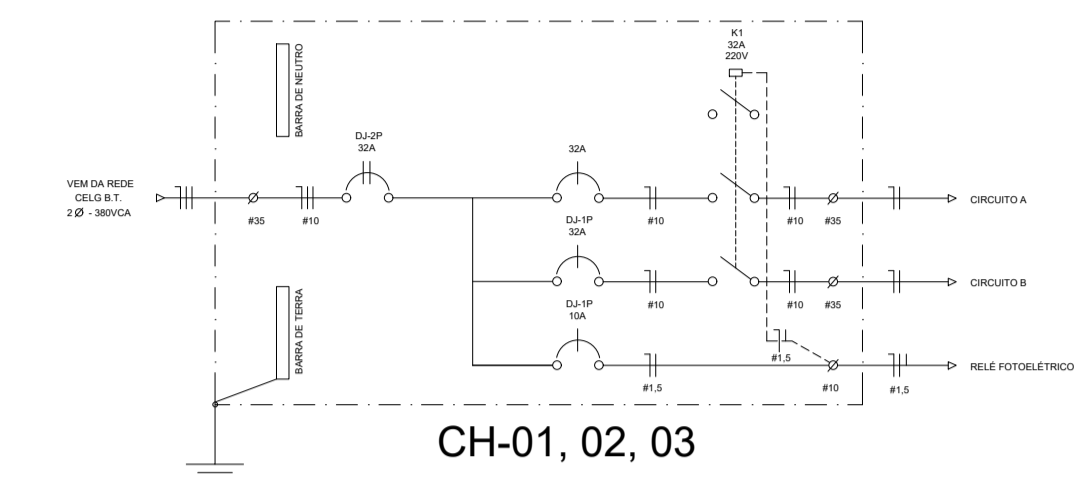 K1
32A
220V
BARRA DE NEUTRO
DJ-2P
32A
32A
VEM DA REDE
CELG B.T.
2 Ø - 380VCA
#35
#10
#10
#10
#35
CIRCUITO A
DJ-1P
32A
#10
#10
#35
CIRCUITO B
BARRA DE TERRA
DJ-1P
10A
#1,5
#1,5
#10
#1,5
RELÉ FOTOELÉTRICO
CH-01, 02, 03